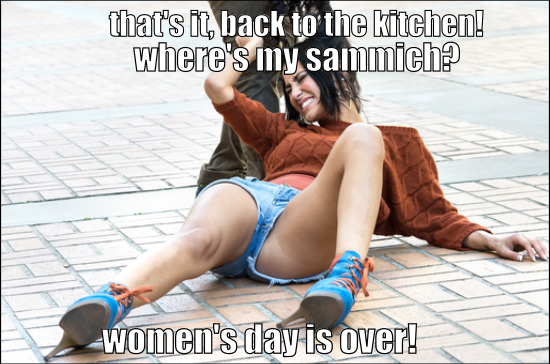 that's it, back to the kitchen!
where's my sammich?
women's day is over!